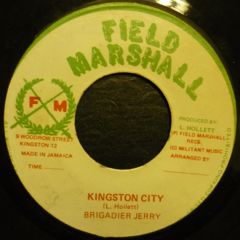 FIELD
MARSHALL
F M
9 WOODROW STREET
KINGSTON 12
MADE IN JAMAICA
TIME
PRODUCED BY:
L. HOLLETT
(P) FIELD MARSHALL
RECS.
(C) MILITANT MUSIC
ARRANGED BY
KINGSTON CITY
(L. Hollett)
BRIGADIER JERRY